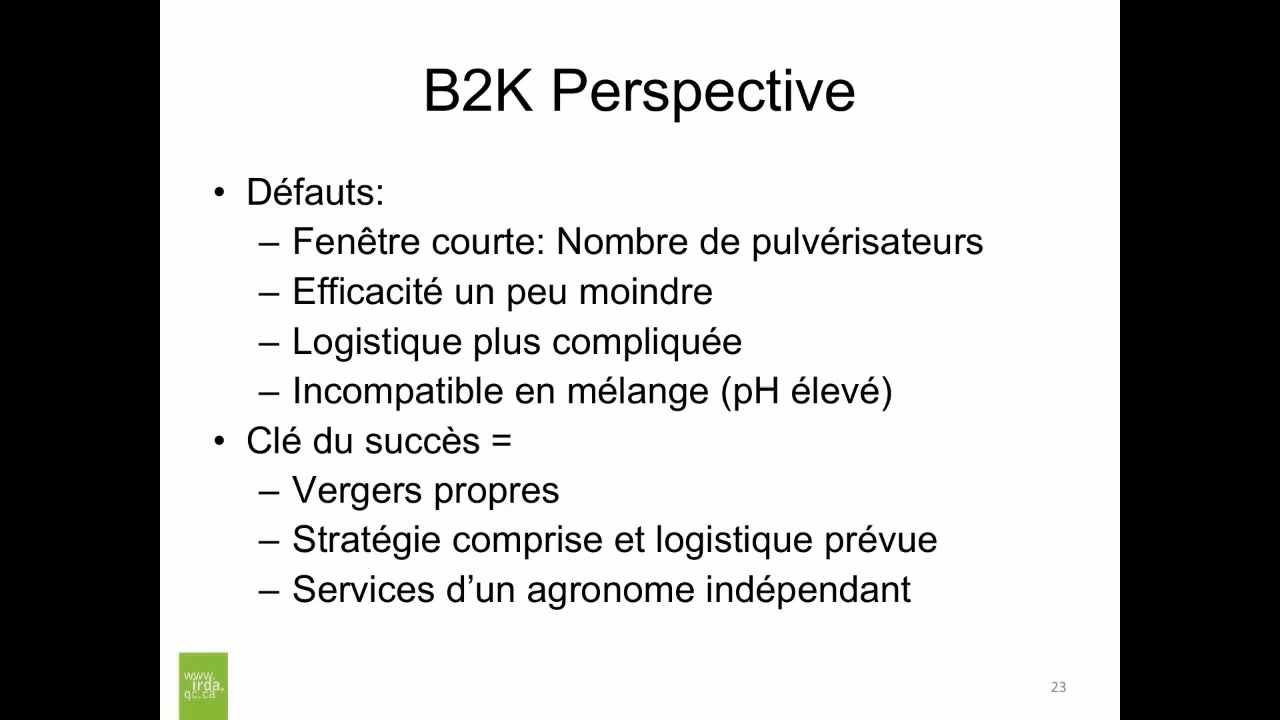 B2K Perspective
• Défauts:
– Fenêtre courte: Nombre de pulvérisateurs
– Efficacité un peu moindre
– Logistique plus compliquée
– Incompatible en mélange (pH élevé)
• Clé du succès =
– Vergers propres
– Stratégie comprise et logistique prévue
– Services d’un agronome indépendant
www.
irda.
qc.ca
23